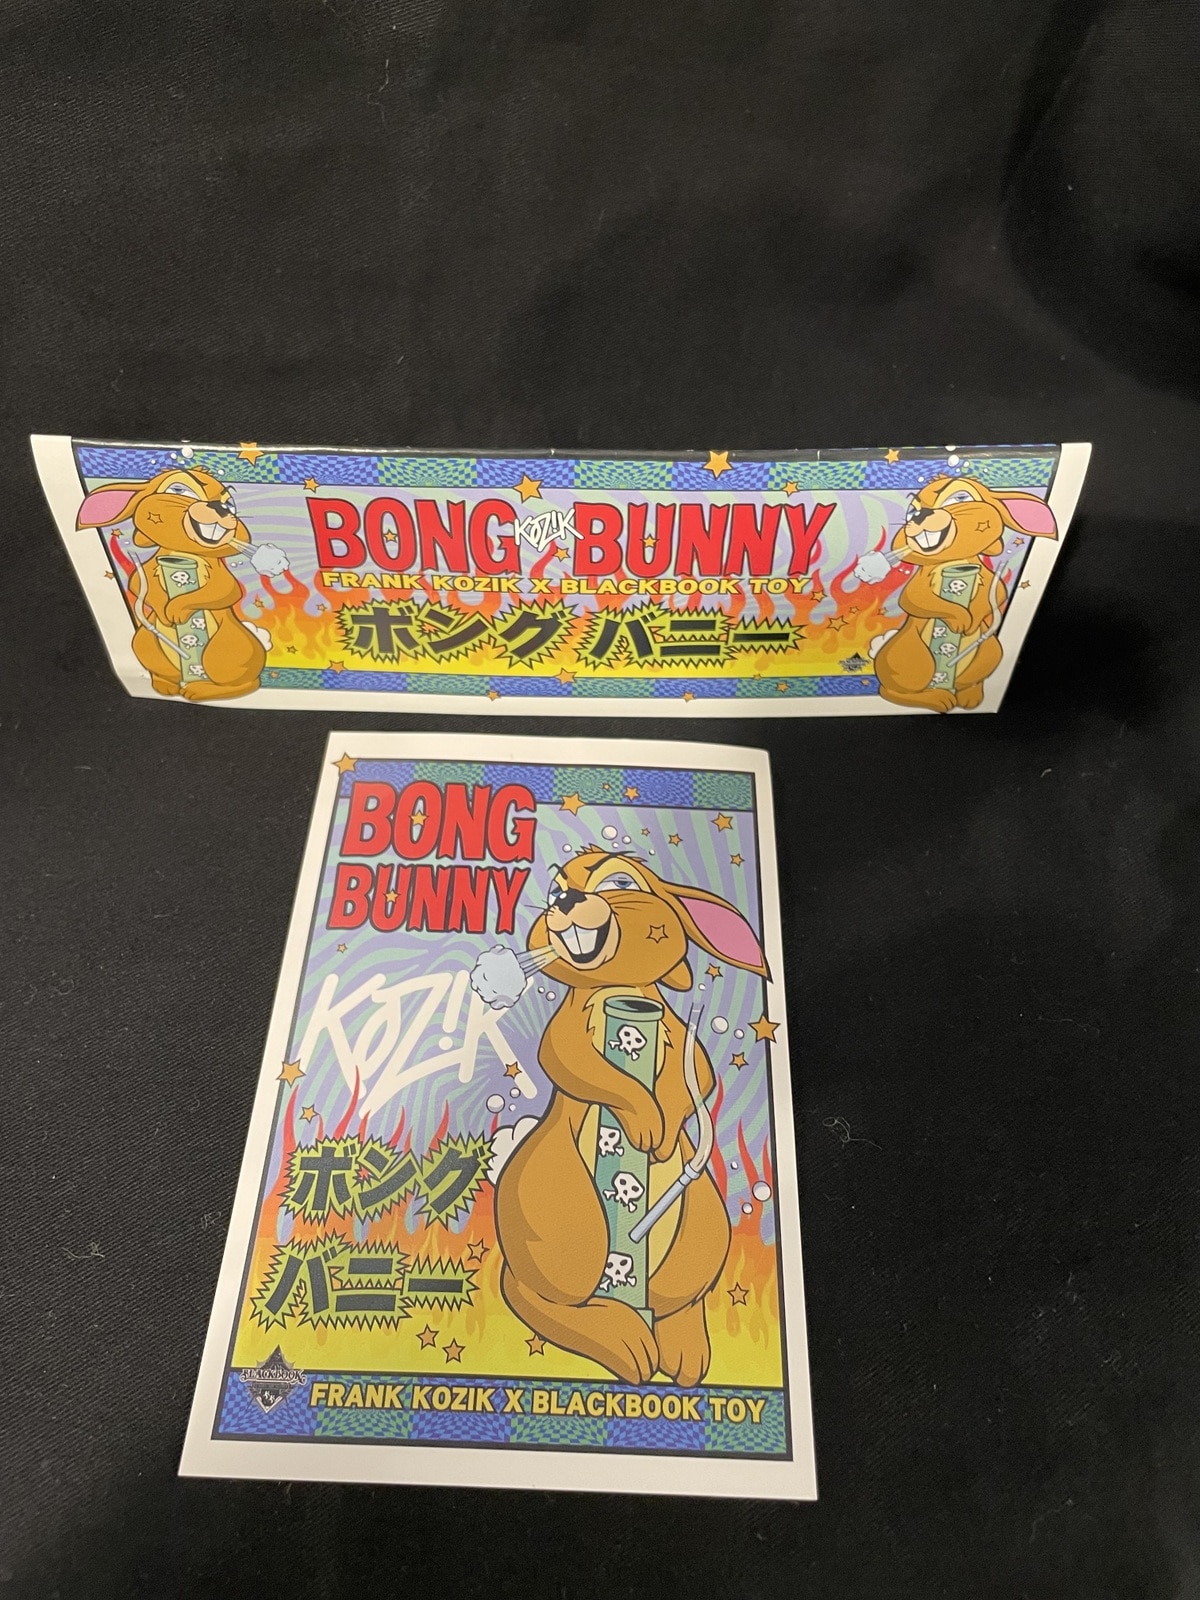 BONG KOZ!K BUNNY
FRANK KOZIK X BLACKBOOK TOY
ボング バニー
BONG
BUNNY
KOZ!K
ボング
バニー
BLACKBOOK
FRANK KOZIK X BLACKBOOK TOY